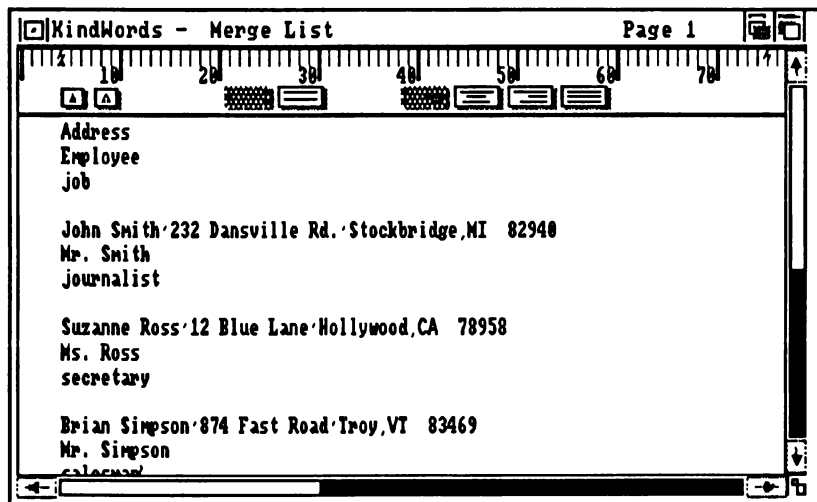 KindWords - Merge List Page 1
10 20 30 40 50 60 70
Address
Employee
job
John Smith'232 Dansville Rd.'Stockbridge,MI 82940
Mr. Smith
journalist
Suzanne Ross'12 Blue Lane'Hollywood,CA 78958
Ms. Ross
secretary
Brian Simpson'874 Fast Road'Troy,VT 83469
Mr. Simpson
salesman